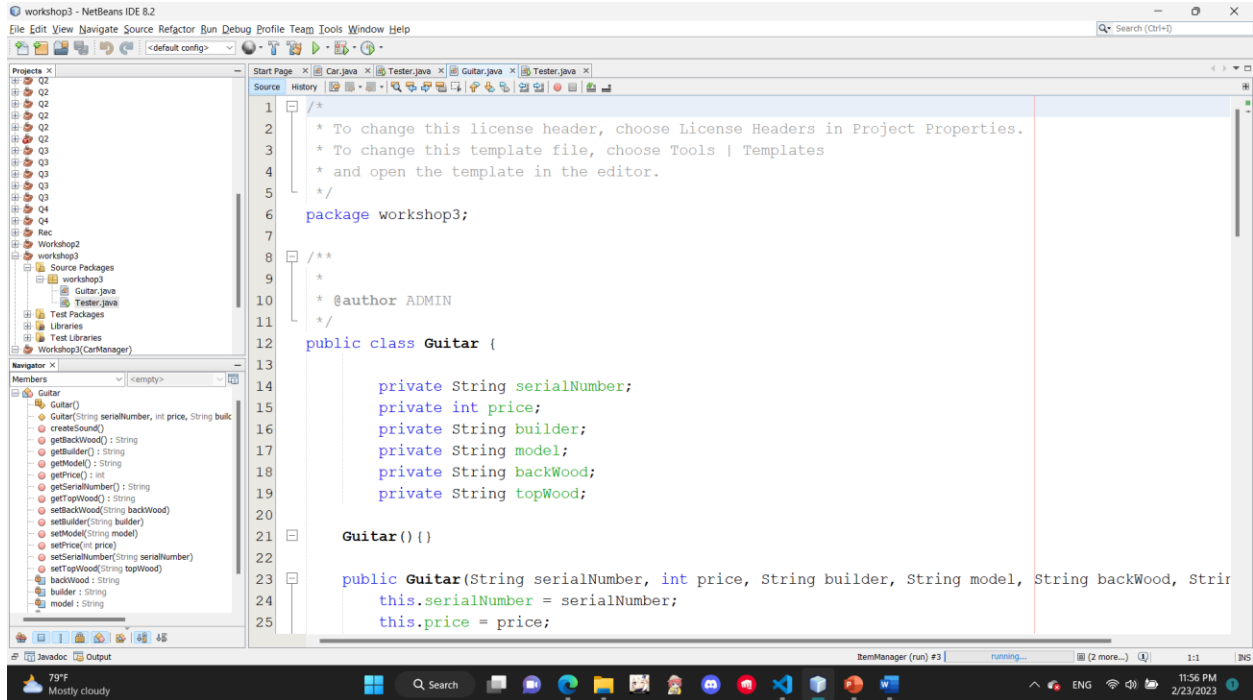 workshop3 - NetBeans IDE 8.2
File Edit View Navigate Source Refactor Run Debug Profile Team Tools Window Help
Search (Ctrl+I)
<default config>
Projects
Q2
Q2
Q2
Q2
Q2
Q2
Q3
Q3
Q3
Q3
Q3
Q4
Q4
Rec
Workshop2
workshop3
Source Packages
workshop3
Guitar.java
Tester.java
Test Packages
Libraries
Test Libraries
Workshop3(CarManager)
Navigator
Members <empty>
Guitar
Guitar()
Guitar(String serialNumber, int price, String builc
createSound()
getBackWood() : String
getBuilder() : String
getModel() : String
getPrice() : int
getSerialNumber() : String
getTopWood() : String
setBackWood(String backWood)
setBuilder(String builder)
setModel(String model)
setPrice(int price)
setSerialNumber(String serialNumber)
setTopWood(String topWood)
backWood : String
builder : String
model : String
Start Page Car.java Tester.java Guitar.java Tester.java
Source History
1 /*
2 * To change this license header, choose License Headers in Project Properties.
3 * To change this template file, choose Tools | Templates
4 * and open the template in the editor.
5 */
6 package workshop3;
7
8 /**
9 *
10 * @author ADMIN
11 */
12 public class Guitar {
13
14 private String serialNumber;
15 private int price;
16 private String builder;
17 private String model;
18 private String backWood;
19 private String topWood;
20
21 Guitar(){}
22
23 public Guitar(String serialNumber, int price, String builder, String model, String backWood, Strin
24 this.serialNumber = serialNumber;
25 this.price = price;
Javadoc Output
ItemManager (run) #3 running... (2 more...) 1:1 INS
79°F
Mostly cloudy
Search
ENG
11:56 PM
2/23/2023